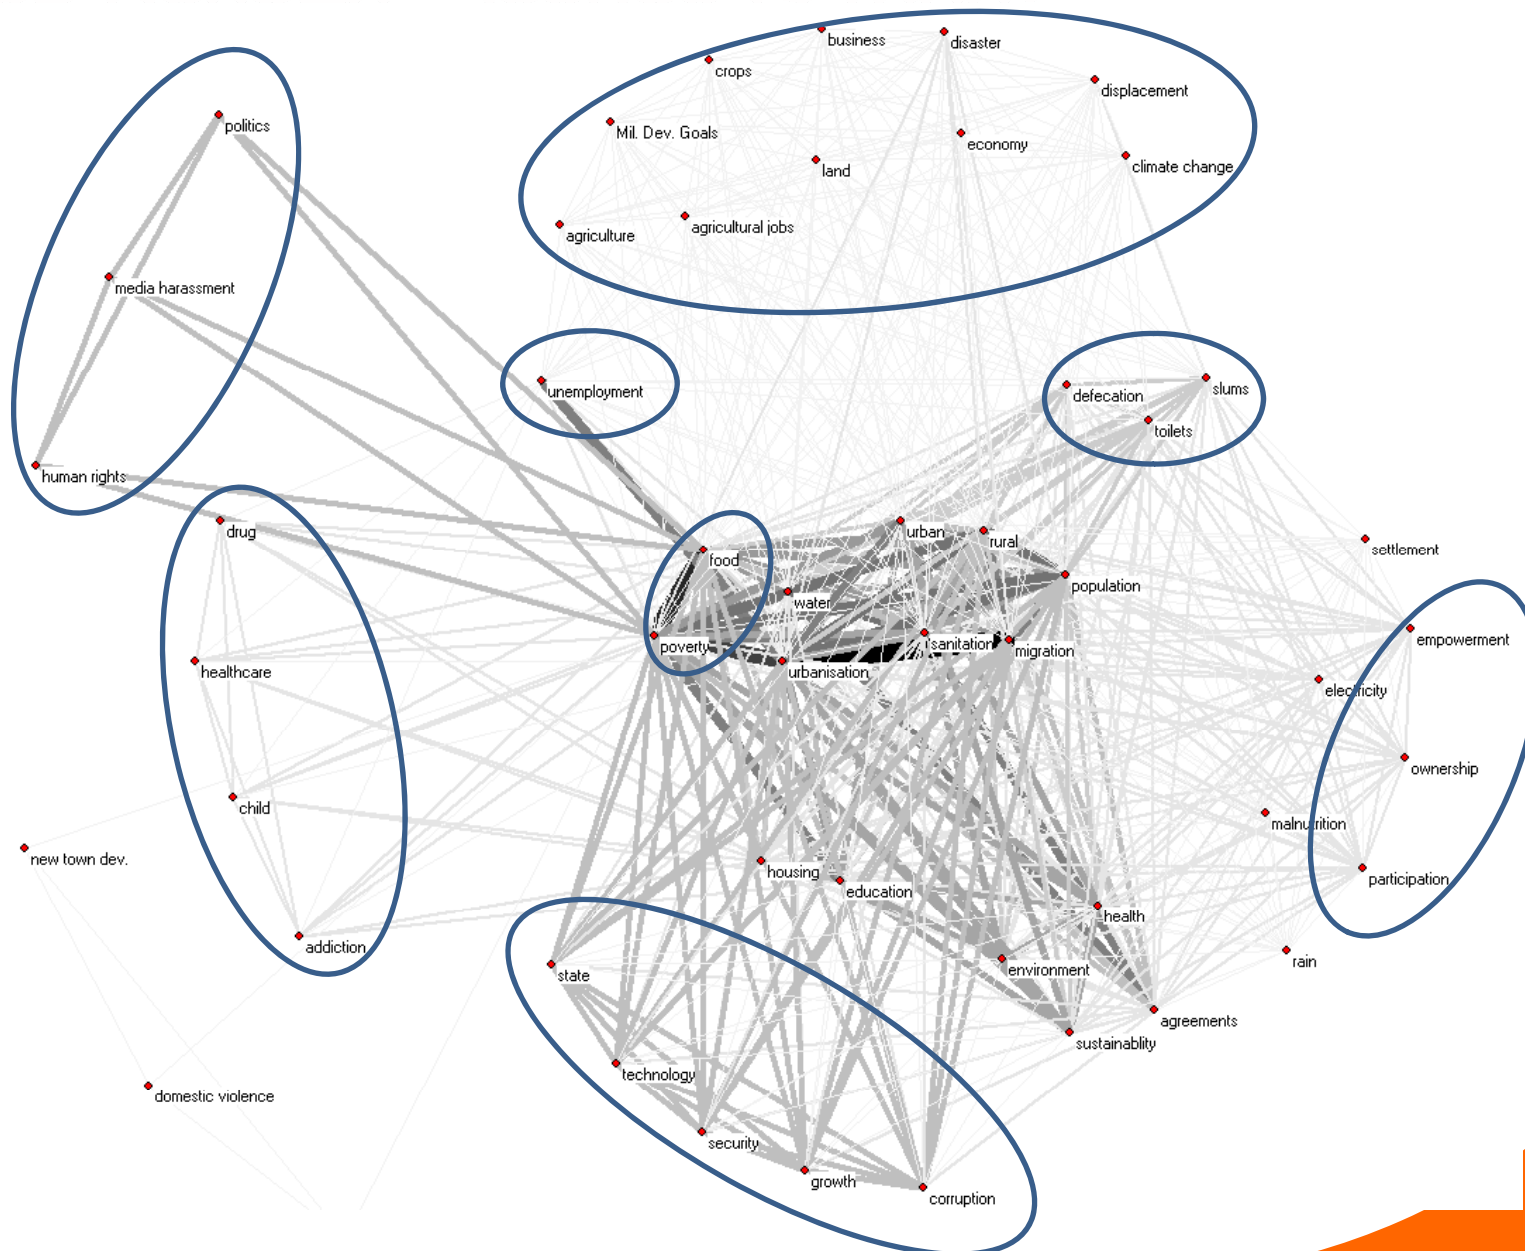 business
disaster
crops
displacement
politics
Mil. Dev. Goals
economy
land
climate change
agricultural jobs
agriculture
media harassment
unemployment
defecation
slums
toilets
human rights
drug
urban
rural
settlement
food
population
water
empowerment
poverty
sanitation
migration
urbanisation
healthcare
electricity
ownership
child
malnutrition
new town dev.
housing
education
participation
health
addiction
rain
state
environment
agreements
sustainablity
technology
domestic violence
security
growth
corruption